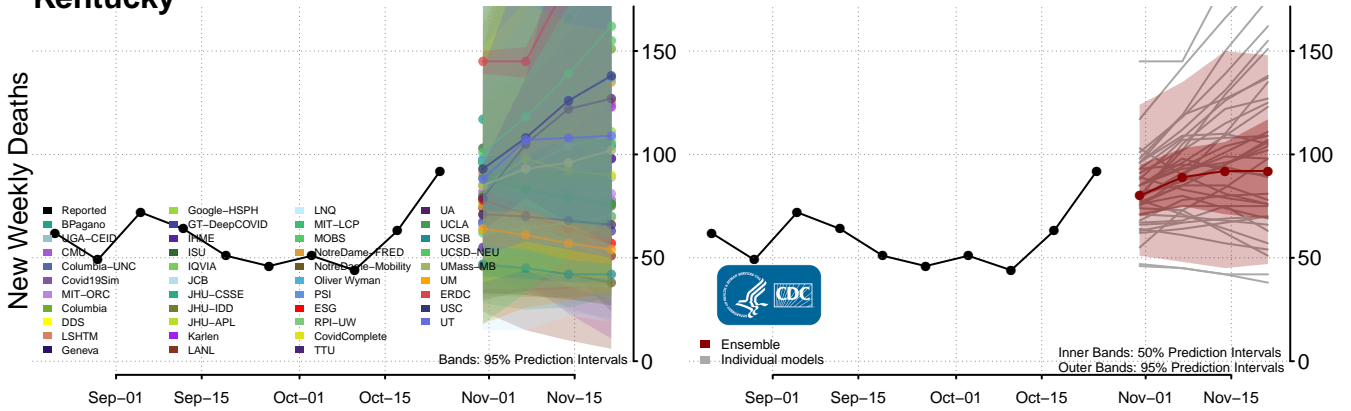 Kentucky
New Weekly Deaths
150
100
50
0
Reported
BPagano
UGA−CEID
CMU
Columbia−UNC
Covid19Sim
MIT−ORC
Columbia
DDS
LSHTM
Geneva
Google−HSPH
GT−DeepCOVID
IHME
ISU
IQVIA
JCB
JHU−CSSE
JHU−IDD
JHU−APL
Karlen
LANL
LNQ
MIT−LCP
MOBS
NotreDame−FRED
NotreDame−Mobility
Oliver Wyman
PSI
ESG
RPI−UW
CovidComplete
TTU
UA
UCLA
UCSB
UCSD−NEU
UMass−MB
UM
ERDC
USC
UT
Bands: 95% Prediction Intervals
Sep−01 Sep−15 Oct−01 Oct−15 Nov−01 Nov−15
150
100
50
0
CDC
Ensemble
Individual models
Inner Bands: 50% Prediction Intervals
Outer Bands: 95% Prediction Intervals
Sep−01 Sep−15 Oct−01 Oct−15 Nov−01 Nov−15